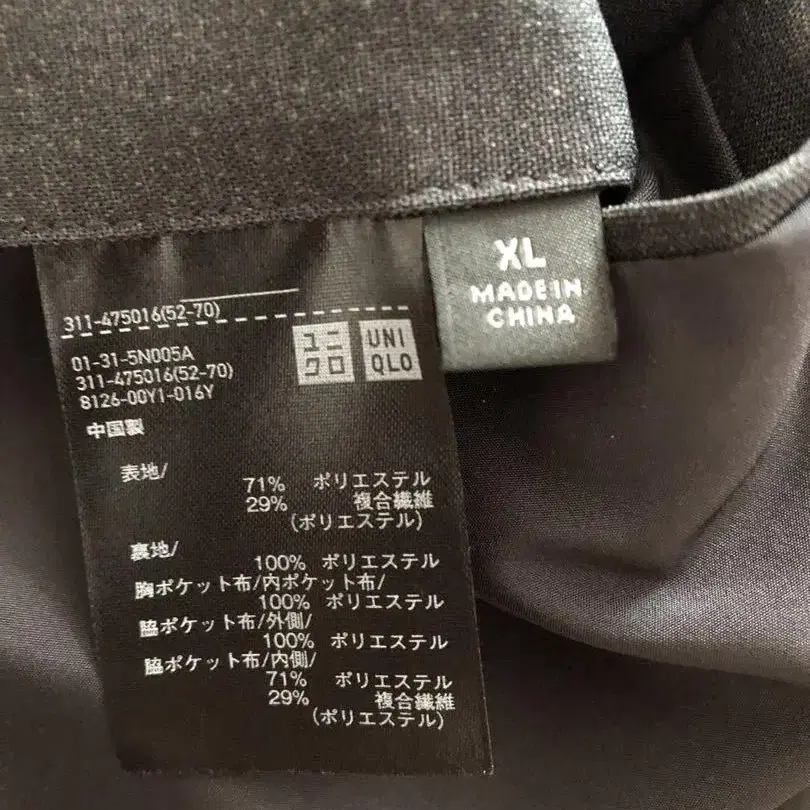 311-475016(52-70)
01-31-5N005A
311-475016(52-70)
8126-00Y1-016Y
中国製
ユニ
クロ
UNI
QLO
XL
MADE IN
CHINA
表地/
71% ポリエステル
29% 複合繊維
(ポリエステル)
裏地/
100% ポリエステル
胸ポケット布/内ポケット布/
100% ポリエステル
脇ポケット布/外側/
100% ポリエステル
脇ポケット布/内側/
71% ポリエステル
29% 複合繊維
(ポリエステル)